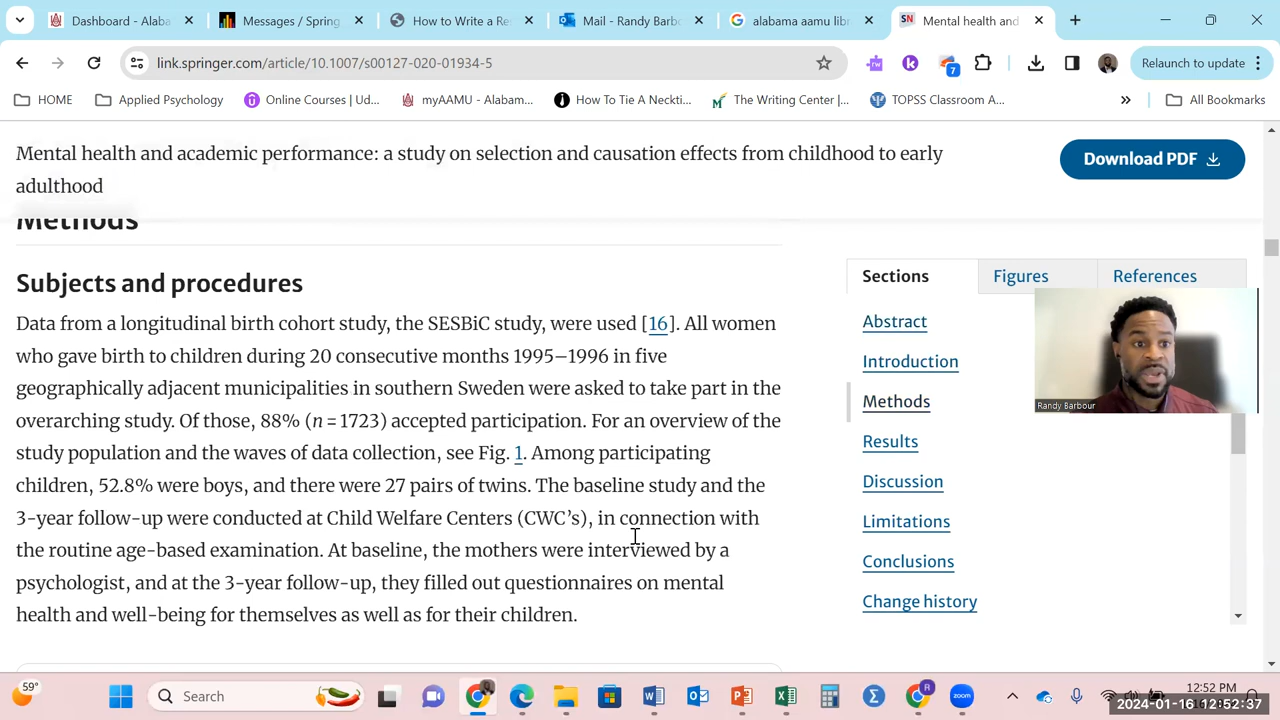 Dashboard - Alaba
Messages / Spring
How to Write a Re
Mail - Randy Barbo
alabama aamu libr
Mental health and
link.springer.com/article/10.1007/s00127-020-01934-5
7
Relaunch to update
HOME
Applied Psychology
Online Courses | Ud...
myAAMU - Alabam...
How To Tie A Neckti...
The Writing Center |...
TOPSS Classroom A...
All Bookmarks
Mental health and academic performance: a study on selection and causation effects from childhood to early
adulthood
Download PDF
Methods
Subjects and procedures
Data from a longitudinal birth cohort study, the SESBiC study, were used [16]. All women
who gave birth to children during 20 consecutive months 1995–1996 in five
geographically adjacent municipalities in southern Sweden were asked to take part in the
overarching study. Of those, 88% (n = 1723) accepted participation. For an overview of the
study population and the waves of data collection, see Fig. 1. Among participating
children, 52.8% were boys, and there were 27 pairs of twins. The baseline study and the
3-year follow-up were conducted at Child Welfare Centers (CWC’s), in connection with
the routine age-based examination. At baseline, the mothers were interviewed by a
psychologist, and at the 3-year follow-up, they filled out questionnaires on mental
health and well-being for themselves as well as for their children.
Sections
Figures
References
Abstract
Introduction
Methods
Results
Discussion
Limitations
Conclusions
Change history
Randy Barbour
59°
Search
zoom
12:52 PM
2024-01-16 12:52:37